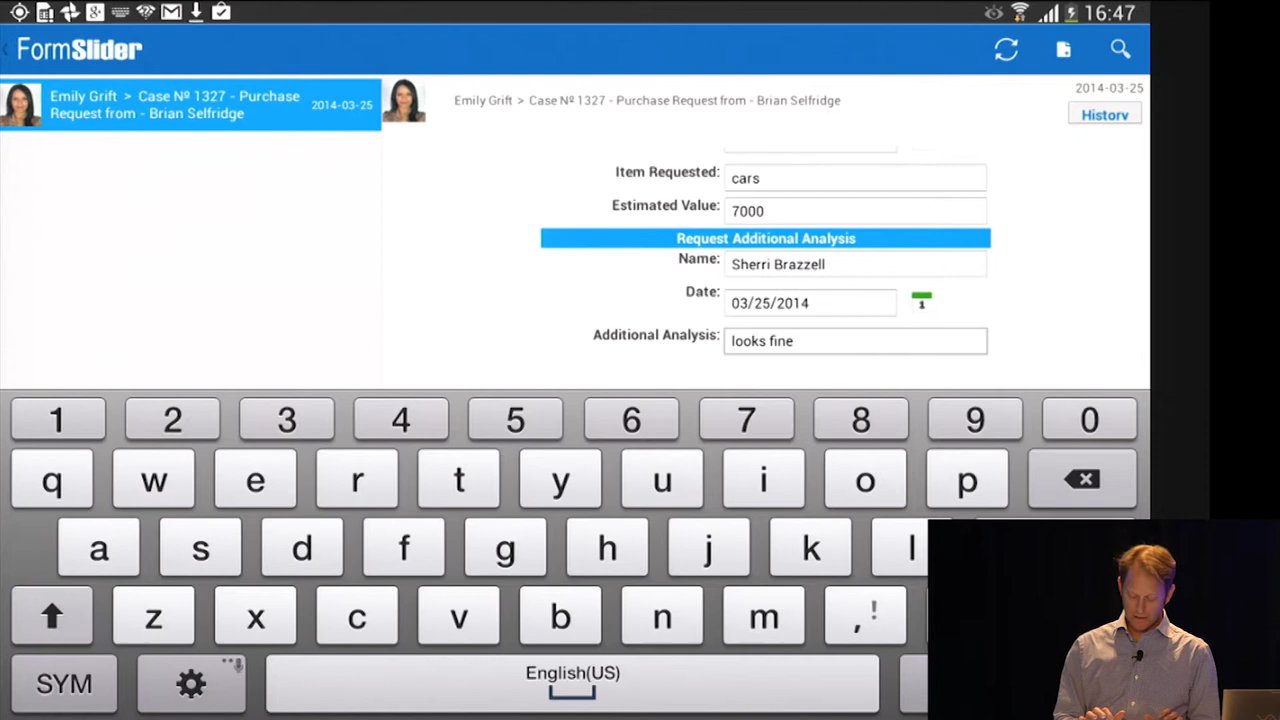 16:47
FormSlider
Emily Grift > Case Nº 1327 - Purchase
Request from - Brian Selfridge
2014-03-25
Emily Grift > Case Nº 1327 - Purchase Request from - Brian Selfridge
2014-03-25
History
Item Requested: cars
Estimated Value: 7000
Request Additional Analysis
Name: Sherri Brazzell
Date: 03/25/2014 1
Additional Analysis: looks fine
1 2 3 4 5 6 7 8 9 0
q w e r t y u i o p
a s d f g h j k l
z x c v b n m , !
SYM English(US)